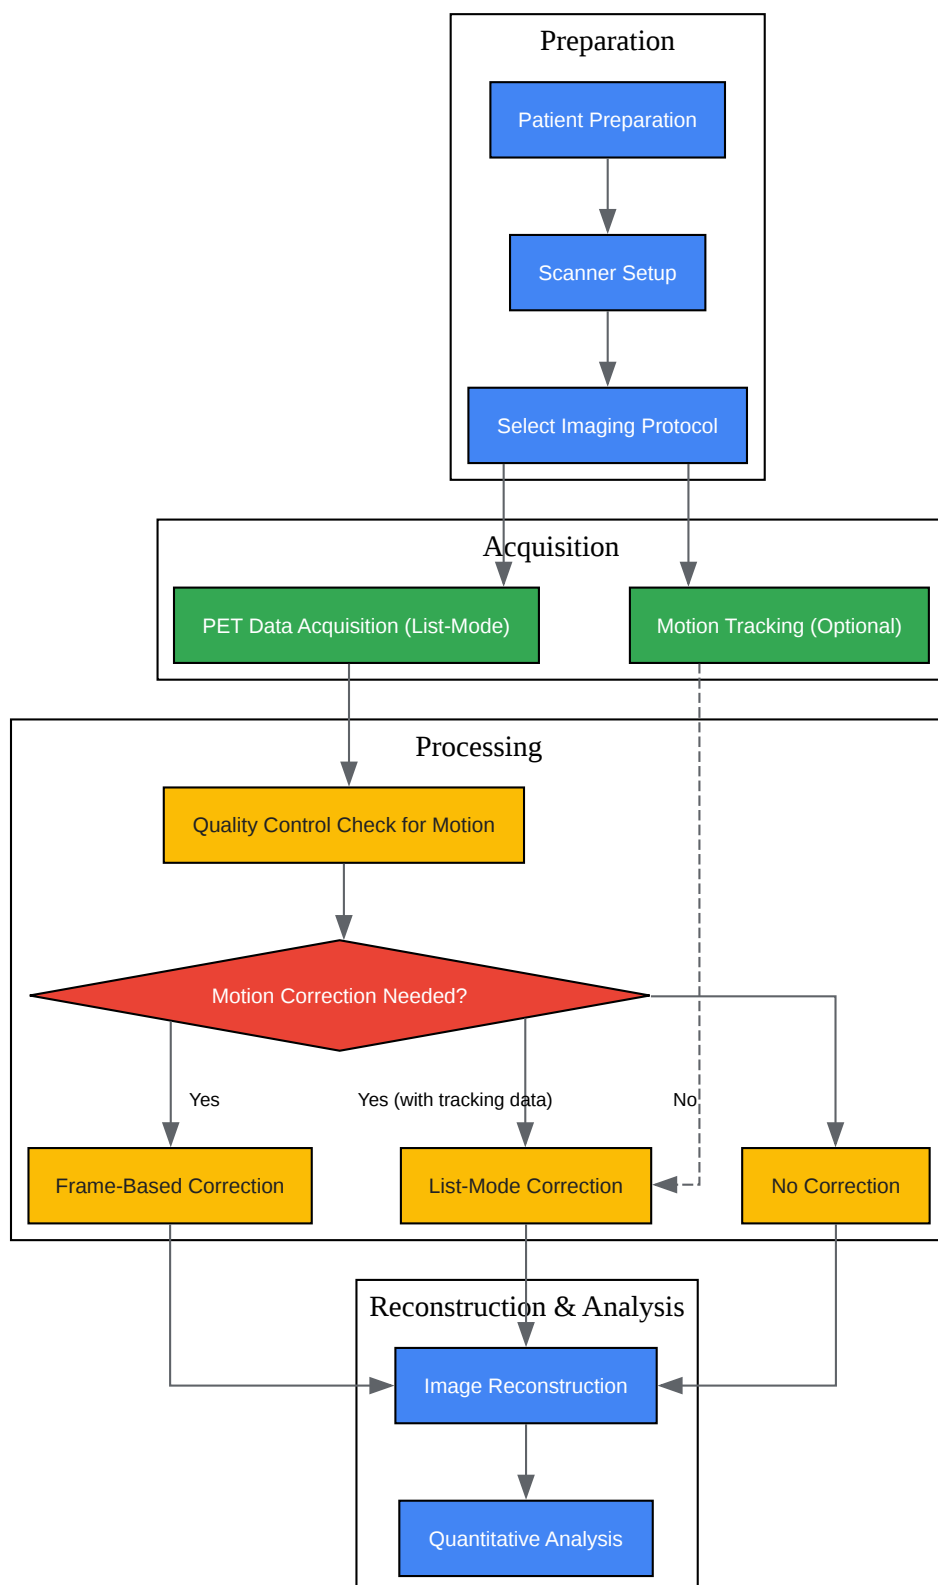 Preparation
Patient Preparation
Scanner Setup
Select Imaging Protocol
Acquisition
PET Data Acquisition (List-Mode)
Motion Tracking (Optional)
Processing
Quality Control Check for Motion
Motion Correction Needed?
Yes
Yes (with tracking data)
No
Frame-Based Correction
List-Mode Correction
No Correction
Reconstruction & Analysis
Image Reconstruction
Quantitative Analysis